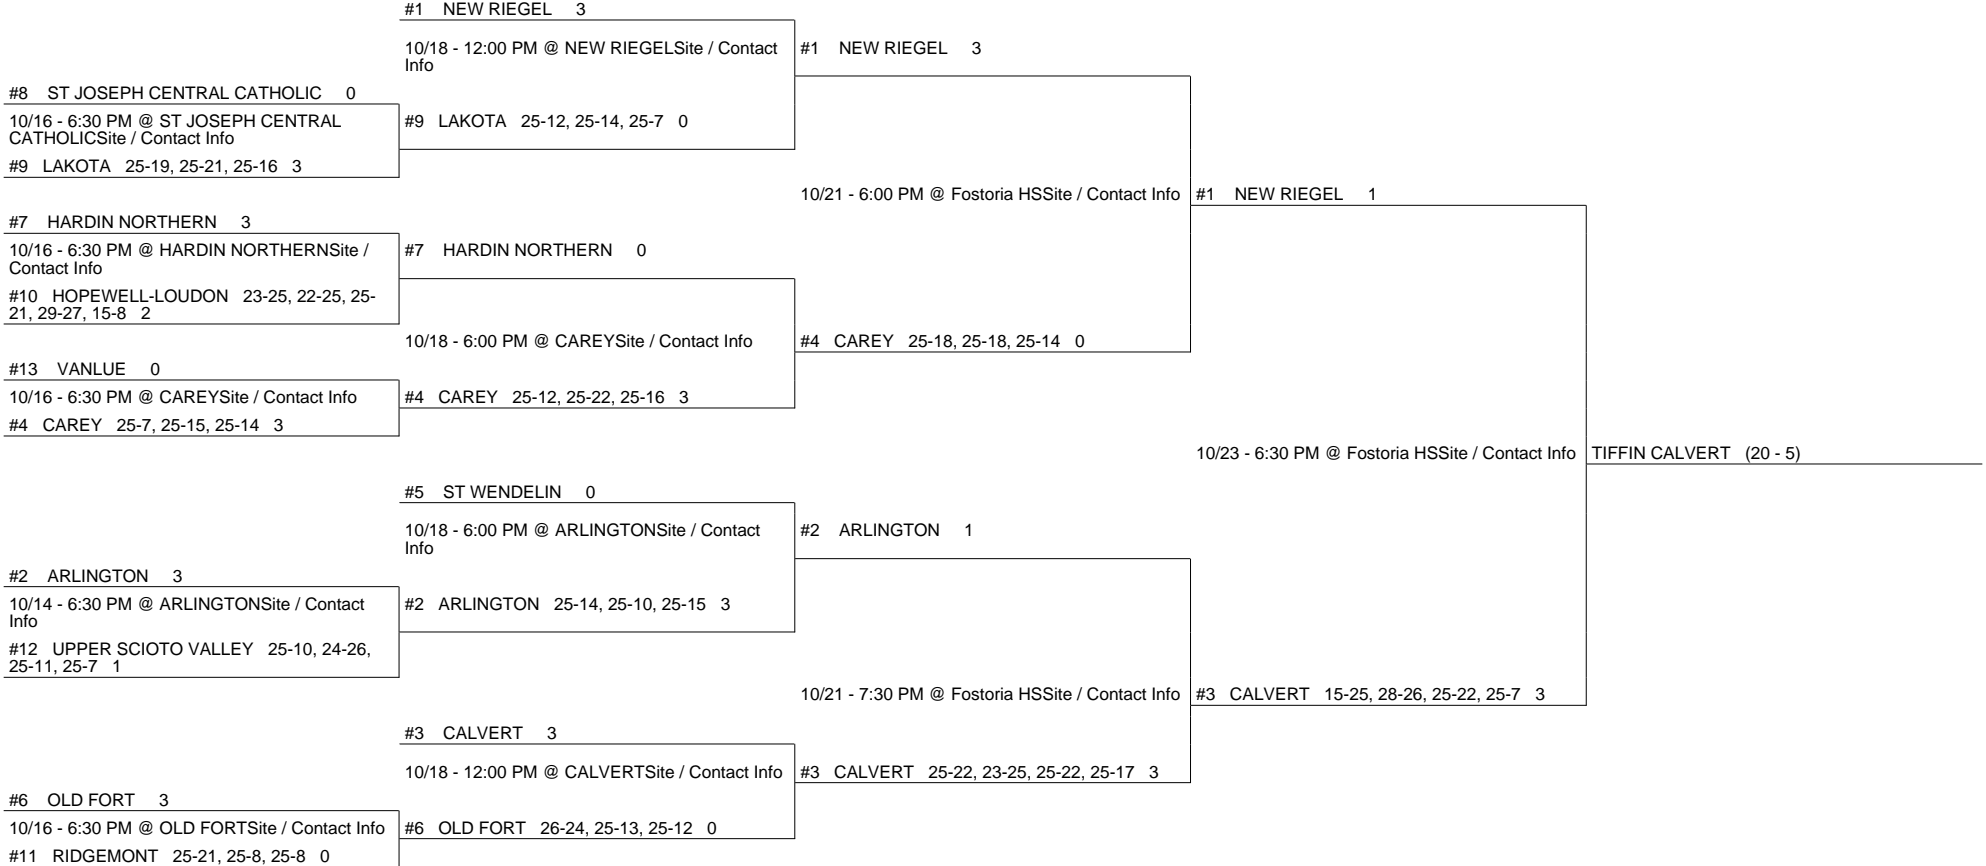 #1 NEW RIEGEL 3
10/18 - 12:00 PM @ NEW RIEGELSite / Contact
Info
#1 NEW RIEGEL 3
#8 ST JOSEPH CENTRAL CATHOLIC 0
10/16 - 6:30 PM @ ST JOSEPH CENTRAL
CATHOLICSite / Contact Info
#9 LAKOTA 25-12, 25-14, 25-7 0
#9 LAKOTA 25-19, 25-21, 25-16 3
10/21 - 6:00 PM @ Fostoria HSSite / Contact Info
#1 NEW RIEGEL 1
#7 HARDIN NORTHERN 3
10/16 - 6:30 PM @ HARDIN NORTHERNSite /
Contact Info
#7 HARDIN NORTHERN 0
#10 HOPEWELL-LOUDON 23-25, 22-25, 25-
21, 29-27, 15-8 2
10/18 - 6:00 PM @ CAREYSite / Contact Info
#4 CAREY 25-18, 25-18, 25-14 0
#13 VANLUE 0
10/16 - 6:30 PM @ CAREYSite / Contact Info
#4 CAREY 25-12, 25-22, 25-16 3
#4 CAREY 25-7, 25-15, 25-14 3
10/23 - 6:30 PM @ Fostoria HSSite / Contact Info
TIFFIN CALVERT (20 - 5)
#5 ST WENDELIN 0
10/18 - 6:00 PM @ ARLINGTONSite / Contact
Info
#2 ARLINGTON 1
#2 ARLINGTON 3
10/14 - 6:30 PM @ ARLINGTONSite / Contact
Info
#2 ARLINGTON 25-14, 25-10, 25-15 3
#12 UPPER SCIOTO VALLEY 25-10, 24-26,
25-11, 25-7 1
10/21 - 7:30 PM @ Fostoria HSSite / Contact Info
#3 CALVERT 15-25, 28-26, 25-22, 25-7 3
#3 CALVERT 3
10/18 - 12:00 PM @ CALVERTSite / Contact Info
#3 CALVERT 25-22, 23-25, 25-22, 25-17 3
#6 OLD FORT 3
10/16 - 6:30 PM @ OLD FORTSite / Contact Info
#6 OLD FORT 26-24, 25-13, 25-12 0
#11 RIDGEMONT 25-21, 25-8, 25-8 0